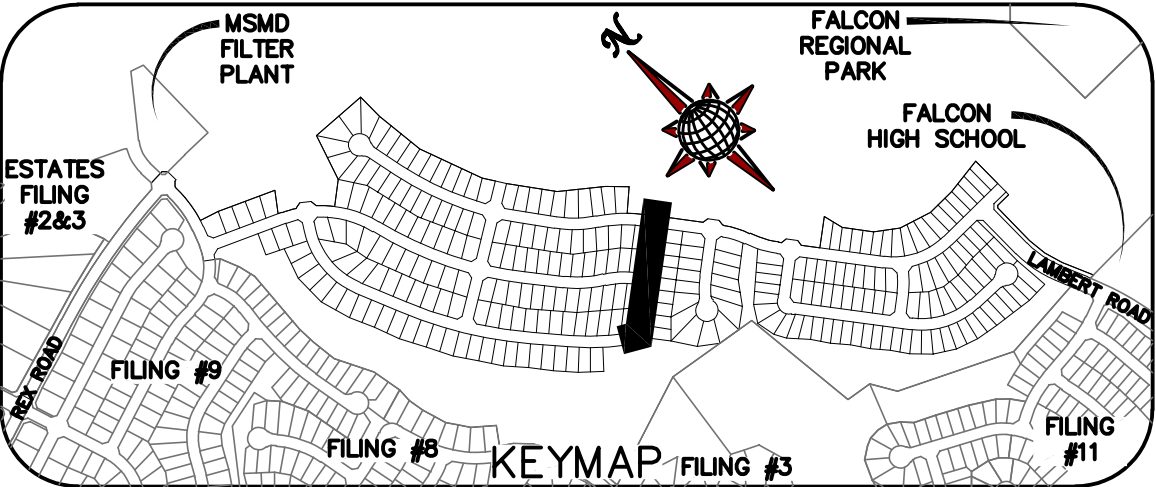 MSMD
FILTER
PLANT
N
FALCON
REGIONAL
PARK
FALCON
HIGH SCHOOL
ESTATES
FILING
#2&3
LAMBERT ROAD
REX ROAD
FILING #9
FILING #8
KEYMAP
FILING #3
FILING
#11